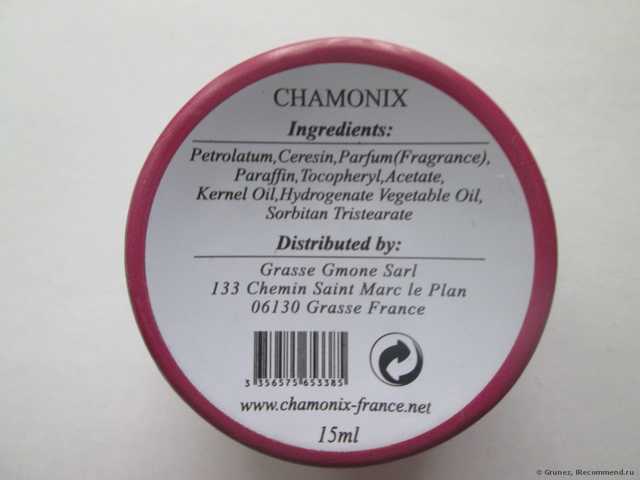 CHAMONIX
Ingredients:
Petrolatum,Ceresin,Parfum(Fragrance),
Paraffin,Tocopheryl,Acetate,
Kernel Oil,Hydrogenate Vegetable Oil,
Sorbitan Tristearate
Distributed by:
Grasse Gmone Sarl
133 Chemin Saint Marc le Plan
06130 Grasse France
3 356575 653385
www.chamonix-france.net
15ml
© Grunez, IRecommend.ru